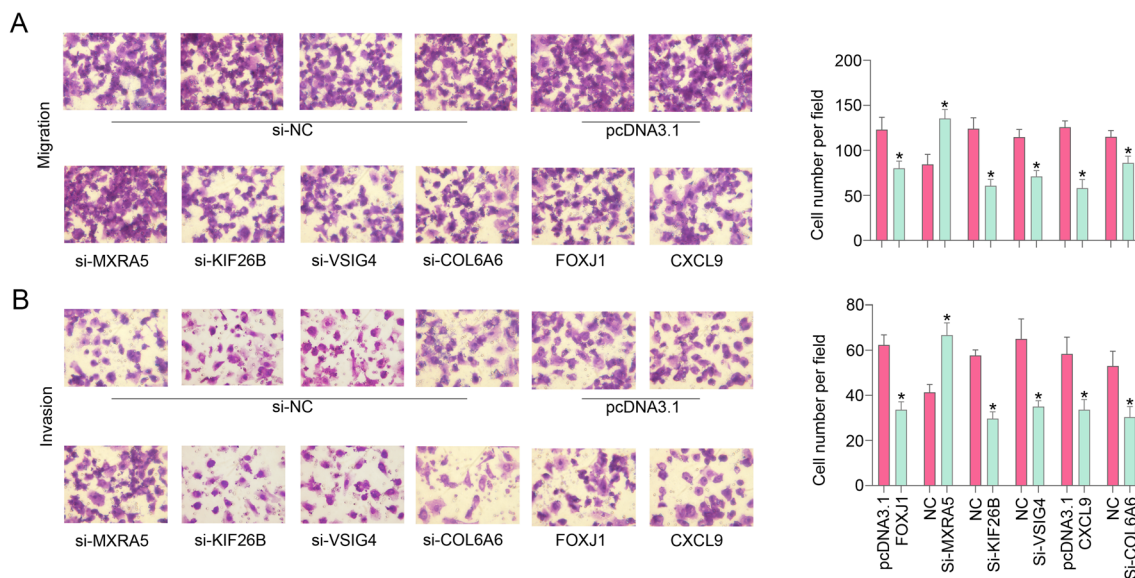 A
Migration
si-NC
pcDNA3.1
si-MXRA5 si-KIF26B si-VSIG4 si-COL6A6 FOXJ1 CXCL9
Cell number per field
200
150
100
50
0
* * * * * *
B
Invasion
si-NC
pcDNA3.1
si-MXRA5 si-KIF26B si-VSIG4 si-COL6A6 FOXJ1 CXCL9
Cell number per field
80
60
40
20
0
* * * * * *
pcDNA3.1
FOXJ1
NC
Si-MXRA5
NC
Si-KIF26B
NC
Si-VSIG4
pcDNA3.1
CXCL9
NC
Si-COL6A6